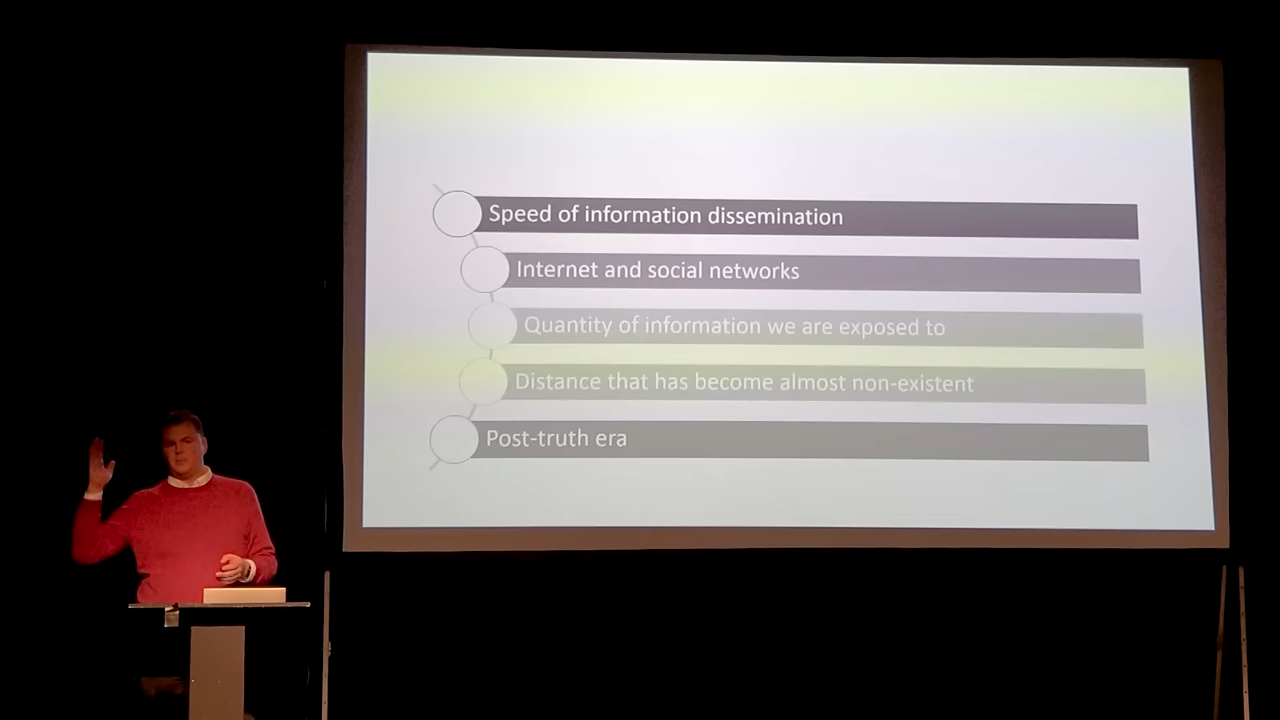 Speed of information dissemination
Internet and social networks
Quantity of information we are exposed to
Distance that has become almost non-existent
Post-truth era